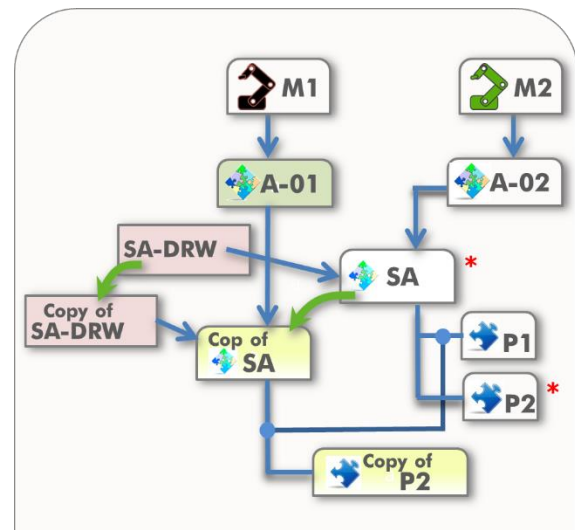 M1
M2
A-01
A-02
SA-DRW
SA
*
Copy of
SA-DRW
Cop of
SA
P1
P2
*
Copy of
P2